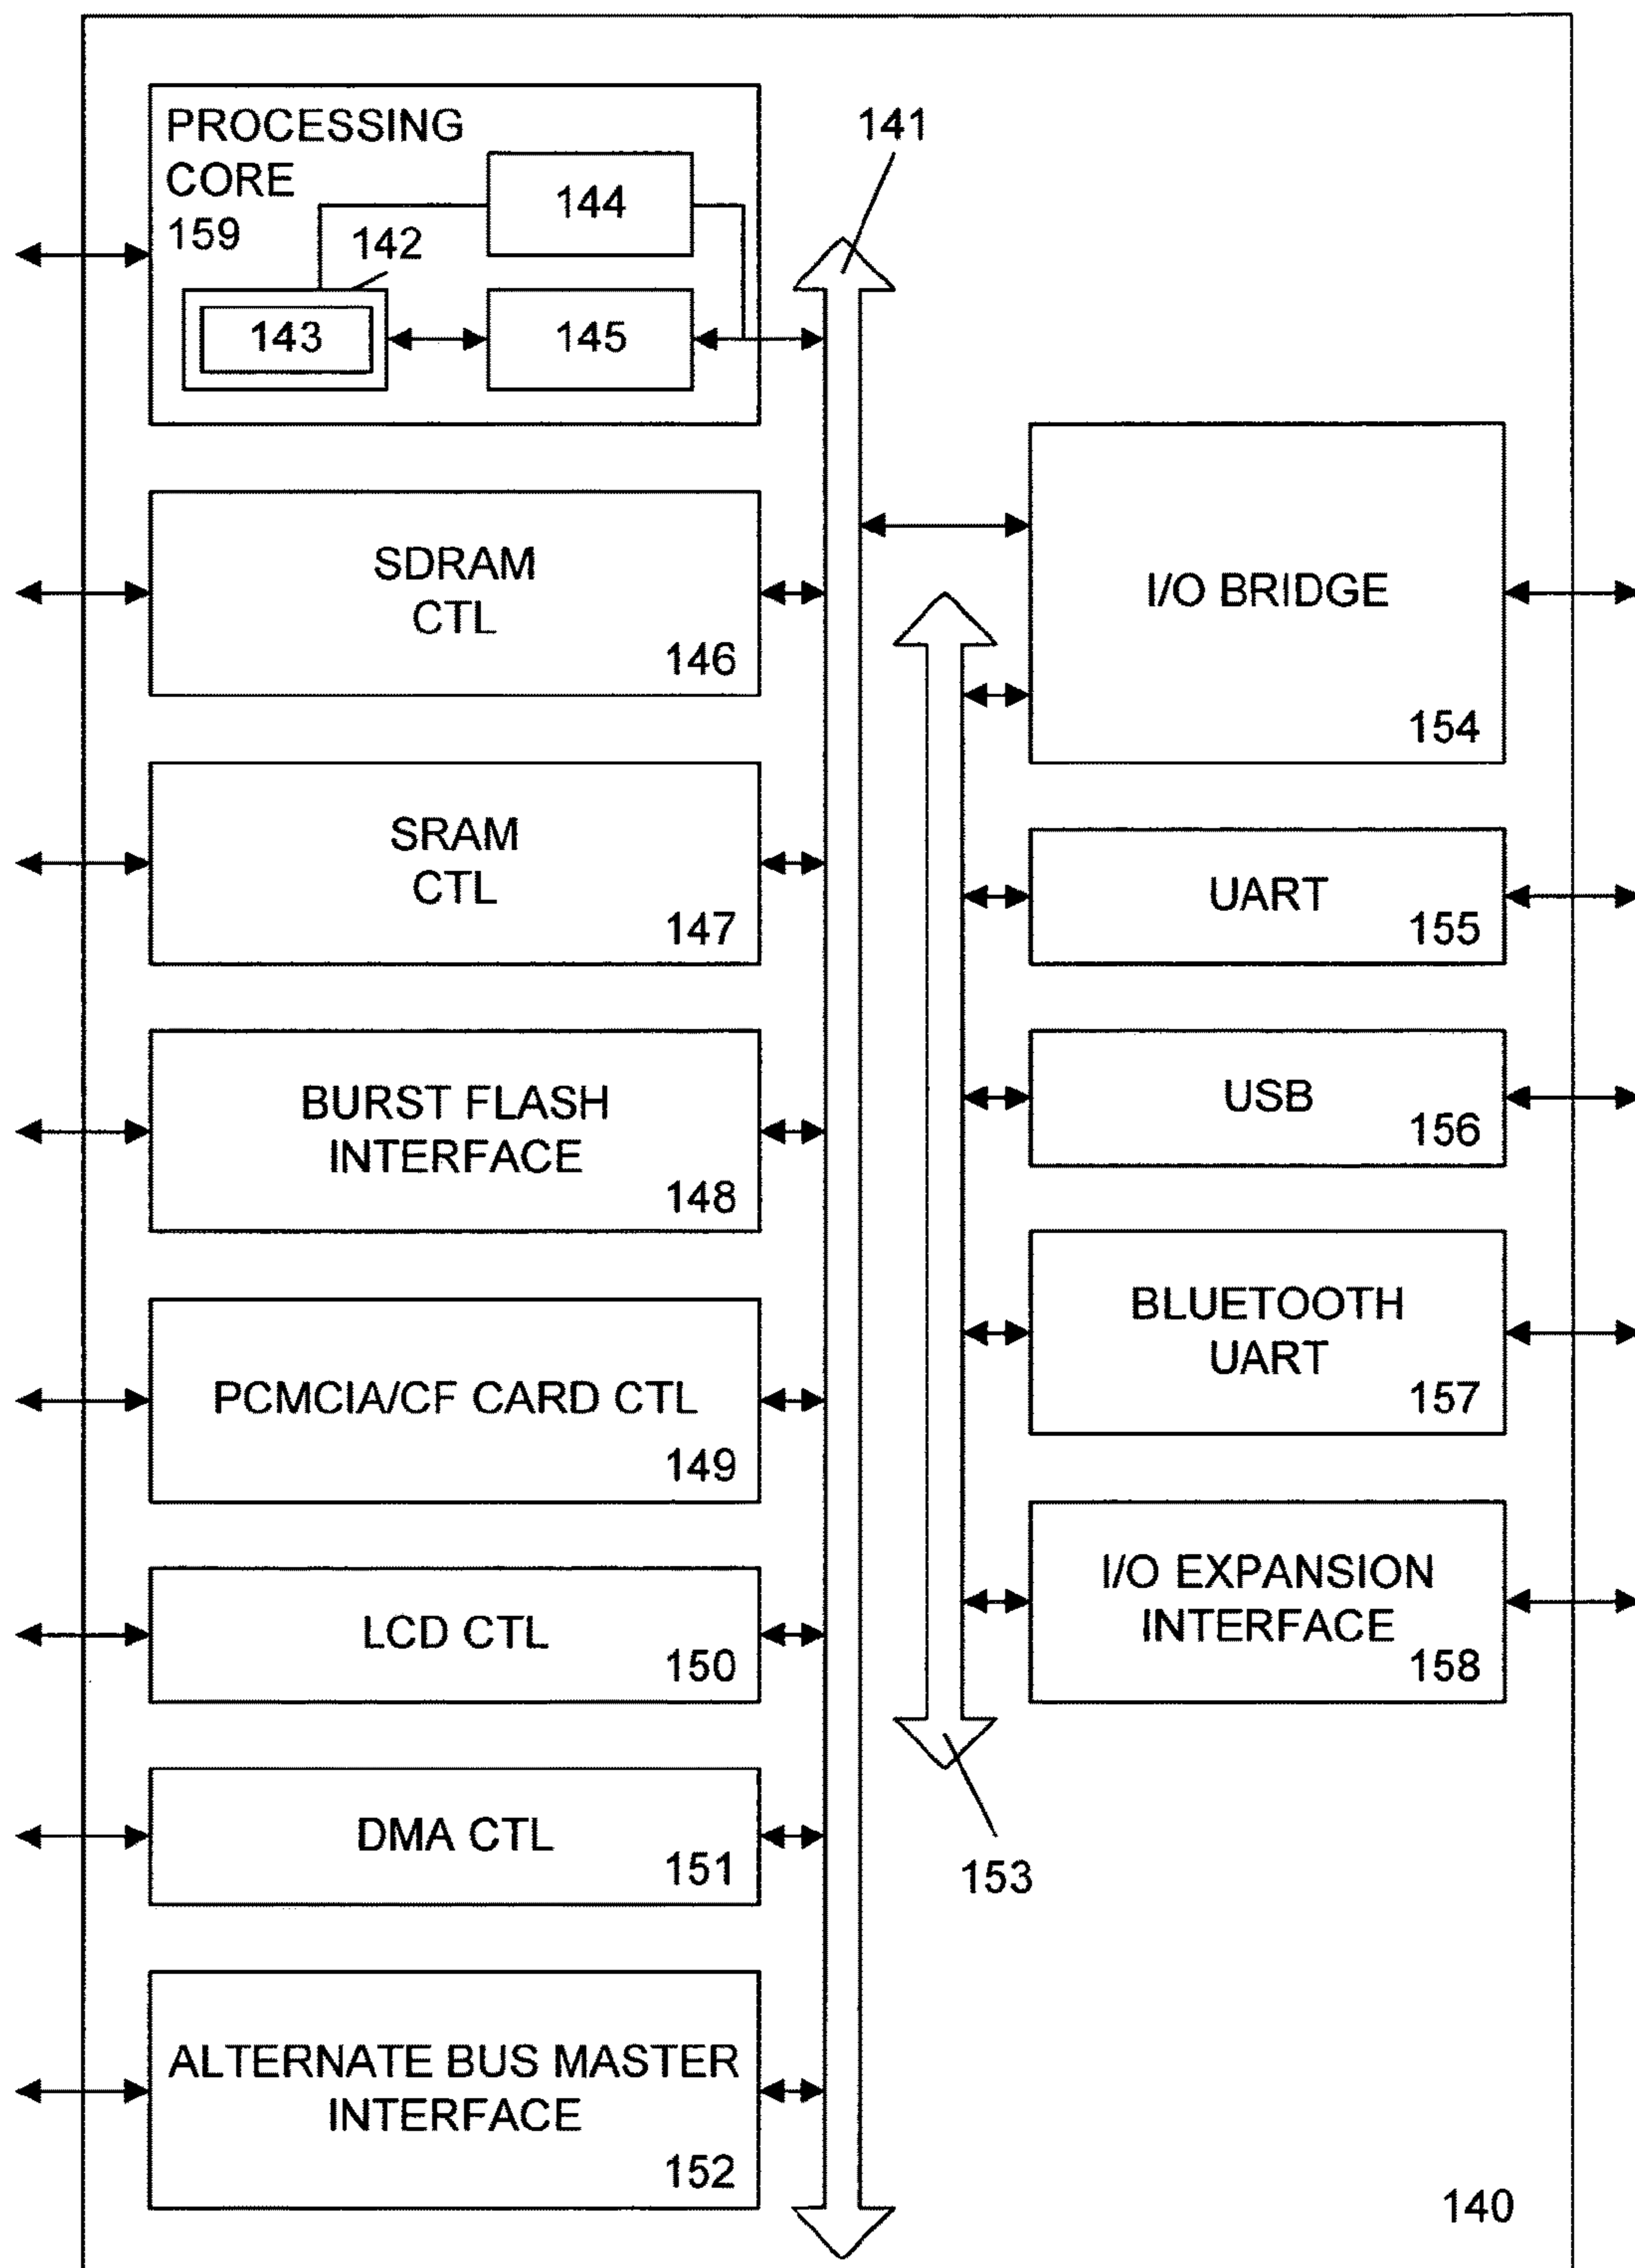 PROCESSING
CORE
159
142
144
143
145
141
SDRAM
CTL
146
SRAM
CTL
147
BURST FLASH
INTERFACE
148
PCMCIA/CF CARD CTL
149
LCD CTL
150
DMA CTL
151
ALTERNATE BUS MASTER
INTERFACE
152
I/O BRIDGE
154
UART
155
USB
156
BLUETOOTH
UART
157
I/O EXPANSION
INTERFACE
158
153
140